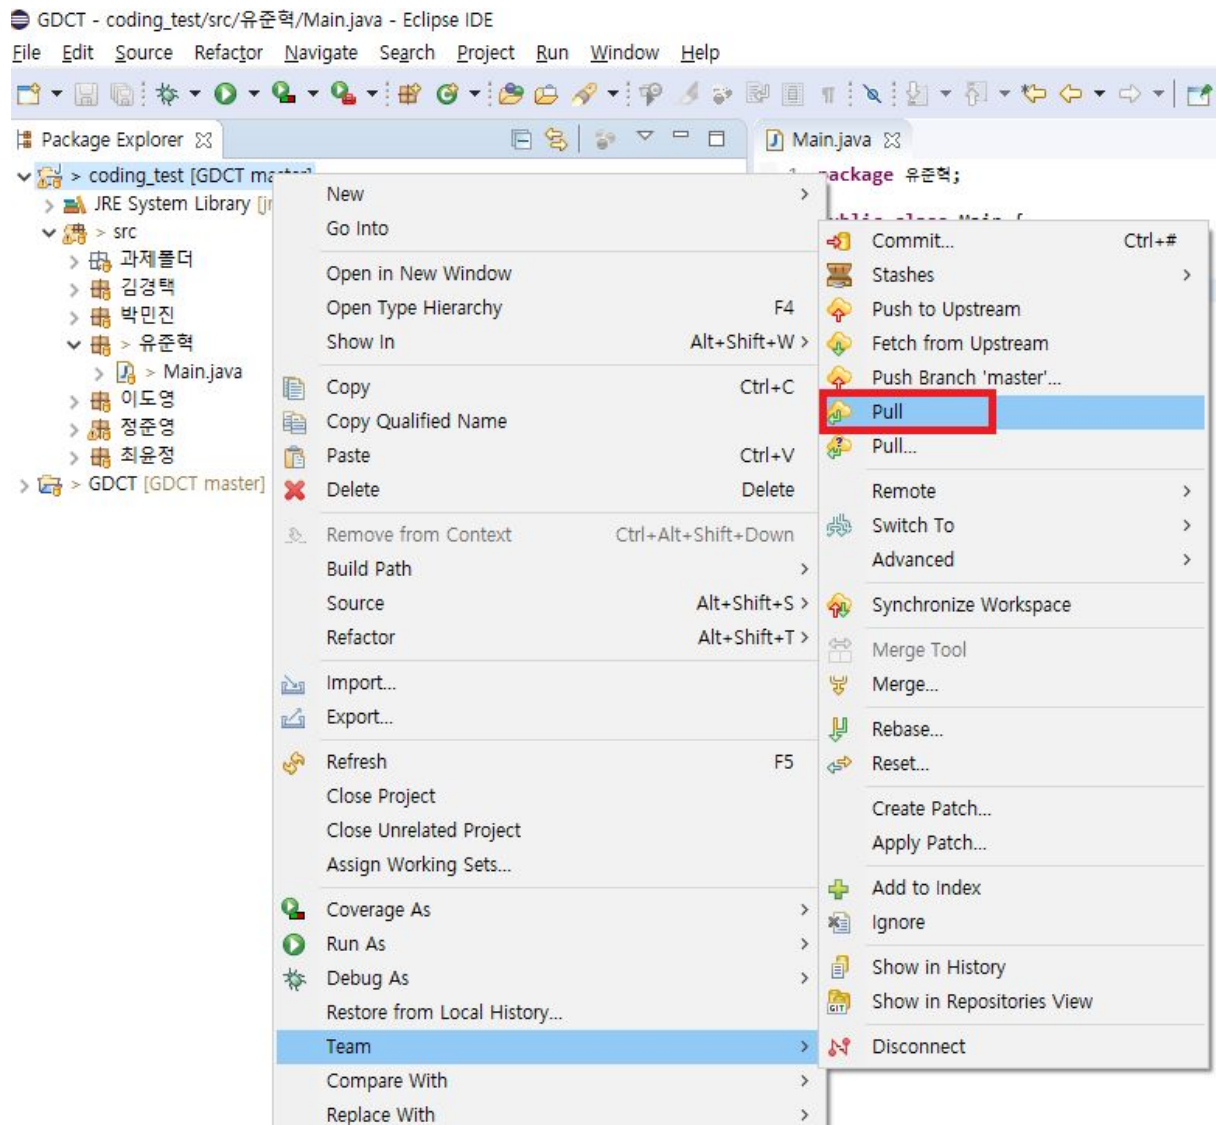 GDCT - coding_test/src/유준혁/Main.java - Eclipse IDE
File Edit Source Refactor Navigate Search Project Run Window Help
Package Explorer
Main.java
> coding_test [GDCT master]
JRE System Library [jr
> src
과제폴더
김경택
박민진
> 유준혁
> Main.java
이도영
정준영
최윤정
> GDCT [GDCT master]
1 package 유준혁;
public class Main {
New
Go Into
Open in New Window
Open Type Hierarchy F4
Show In Alt+Shift+W >
Copy Ctrl+C
Copy Qualified Name
Paste Ctrl+V
Delete Delete
Remove from Context Ctrl+Alt+Shift+Down
Build Path
Source Alt+Shift+S >
Refactor Alt+Shift+T >
Import...
Export...
Refresh F5
Close Project
Close Unrelated Project
Assign Working Sets...
Coverage As
Run As
Debug As
Restore from Local History...
Team
Compare With
Replace With
Commit... Ctrl+#
Stashes
Push to Upstream
Fetch from Upstream
Push Branch 'master'...
Pull
Pull...
Remote
Switch To
Advanced
Synchronize Workspace
Merge Tool
Merge...
Rebase...
Reset...
Create Patch...
Apply Patch...
Add to Index
Ignore
Show in History
Show in Repositories View
Disconnect